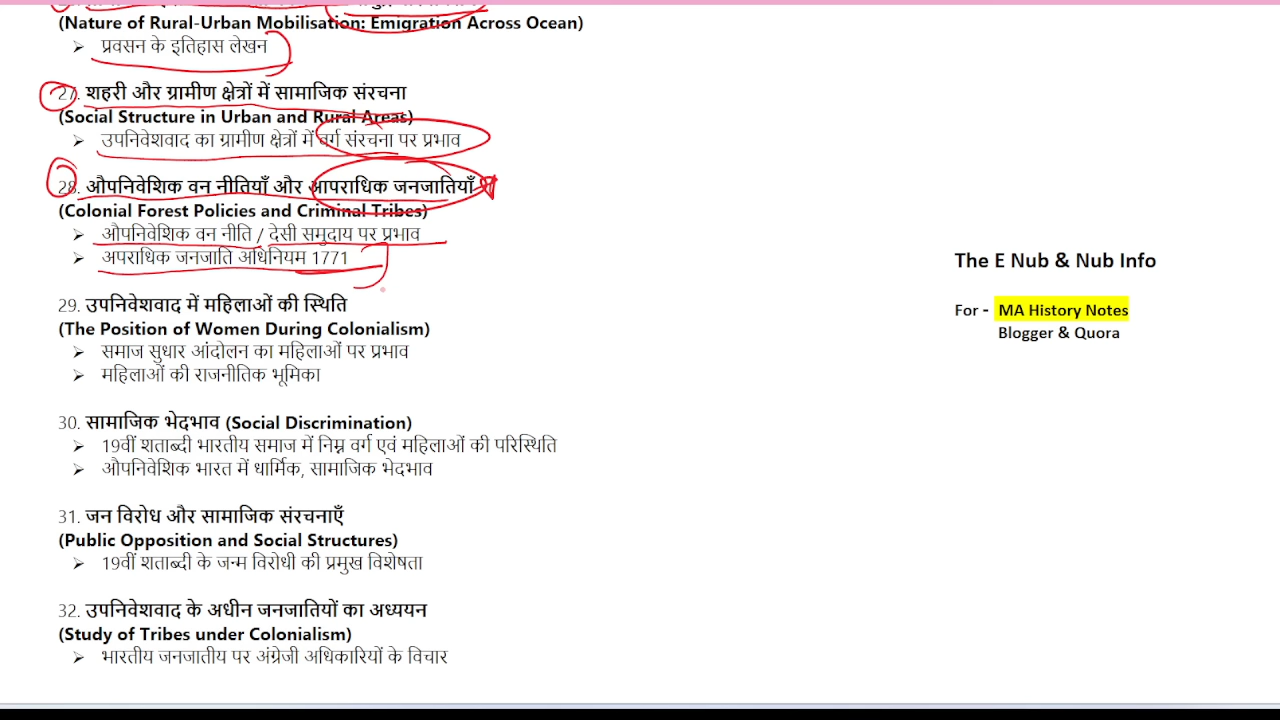 (Nature of Rural-Urban Mobilisation: Emigration Across Ocean)
➢ प्रवसन के इतिहास लेखन
27. शहरी और ग्रामीण क्षेत्रों में सामाजिक संरचना
(Social Structure in Urban and Rural Areas)
➢ उपनिवेशवाद का ग्रामीण क्षेत्रों में वर्ग संरचना पर प्रभाव
28. औपनिवेशिक वन नीतियाँ और आपराधिक जनजातियाँ
(Colonial Forest Policies and Criminal Tribes)
➢ औपनिवेशिक वन नीति / देसी समुदाय पर प्रभाव
➢ अपराधिक जनजाति अधिनियम 1771
The E Nub & Nub Info
For - MA History Notes
Blogger & Quora
29. उपनिवेशवाद में महिलाओं की स्थिति
(The Position of Women During Colonialism)
➢ समाज सुधार आंदोलन का महिलाओं पर प्रभाव
➢ महिलाओं की राजनीतिक भूमिका
30. सामाजिक भेदभाव (Social Discrimination)
➢ 19वीं शताब्दी भारतीय समाज में निम्न वर्ग एवं महिलाओं की परिस्थिति
➢ औपनिवेशिक भारत में धार्मिक, सामाजिक भेदभाव
31. जन विरोध और सामाजिक संरचनाएँ
(Public Opposition and Social Structures)
➢ 19वीं शताब्दी के जन्म विरोधी की प्रमुख विशेषता
32. उपनिवेशवाद के अधीन जनजातियों का अध्ययन
(Study of Tribes under Colonialism)
➢ भारतीय जनजातीय पर अंग्रेजी अधिकारियों के विचार